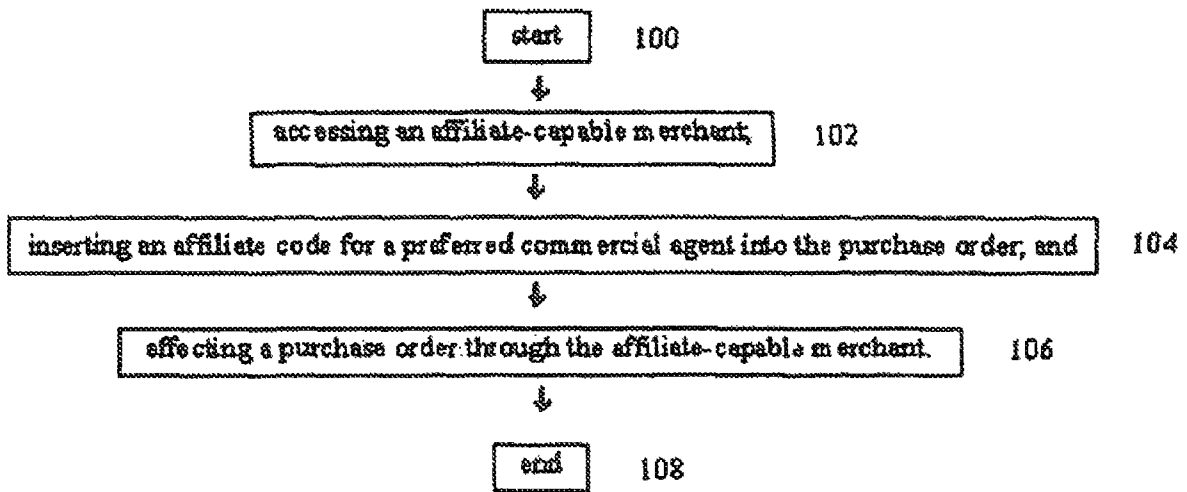 start 100
accessing an affiliate-capable merchant; 102
inserting an affiliate code for a preferred commercial agent into the purchase order; and 104
effecting a purchase order through the affiliate-capable merchant. 106
end 108